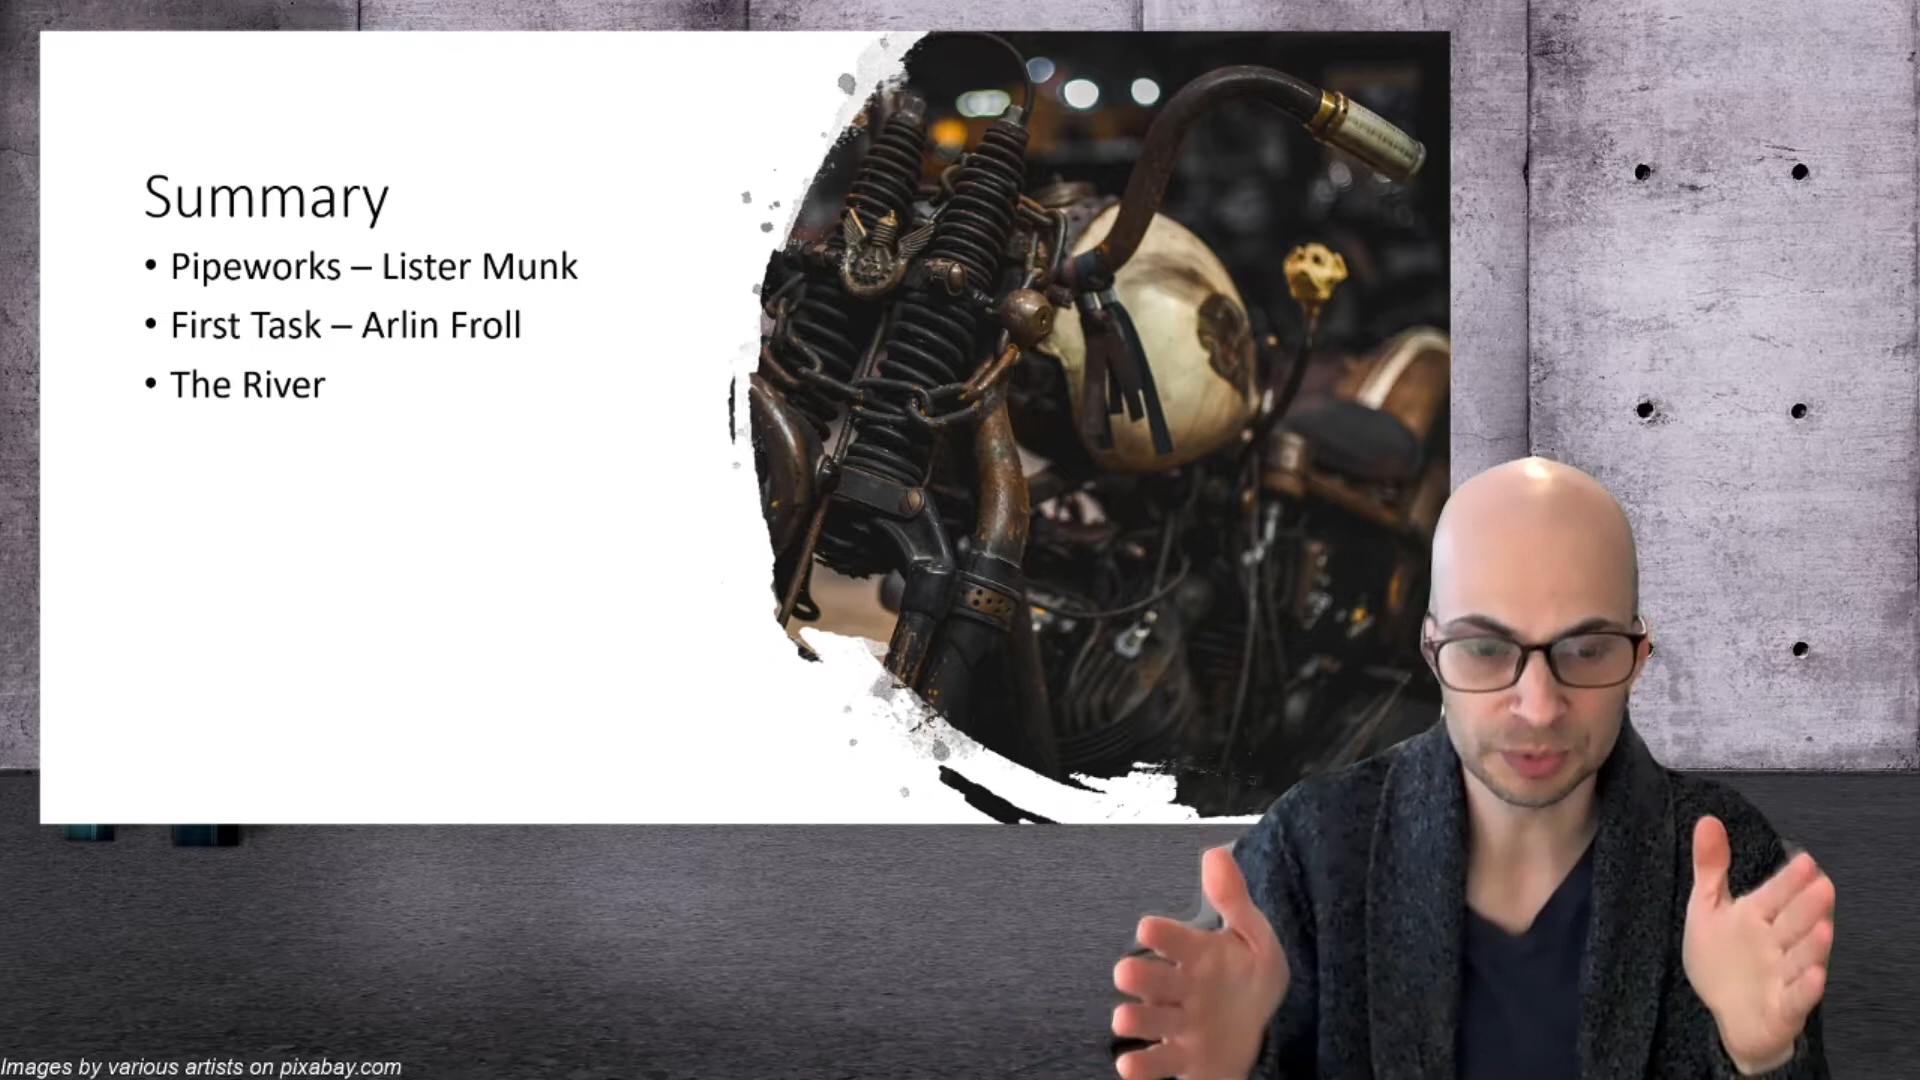 Summary
• Pipeworks – Lister Munk
• First Task – Arlin Froll
• The River
Images by various artists on pixabay.com